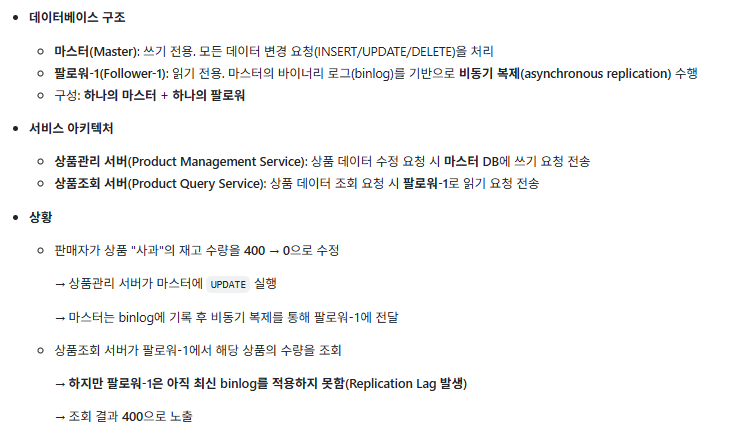 데이터베이스 구조
마스터(Master): 쓰기 전용. 모든 데이터 변경 요청(INSERT/UPDATE/DELETE)을 처리
팔로워-1(Follower-1): 읽기 전용. 마스터의 바이너리 로그(binlog)를 기반으로 비동기 복제(asynchronous replication) 수행
구성: 하나의 마스터 + 하나의 팔로워
서비스 아키텍처
상품관리 서버(Product Management Service): 상품 데이터 수정 요청 시 마스터 DB에 쓰기 요청 전송
상품조회 서버(Product Query Service): 상품 데이터 조회 요청 시 팔로워-1로 읽기 요청 전송
상황
판매자가 상품 "사과"의 재고 수량을 400 → 0으로 수정
→ 상품관리 서버가 마스터에 UPDATE 실행
→ 마스터는 binlog에 기록 후 비동기 복제를 통해 팔로워-1에 전달
상품조회 서버가 팔로워-1에서 해당 상품의 수량을 조회
→ 하지만 팔로워-1은 아직 최신 binlog를 적용하지 못함(Replication Lag 발생)
→ 조회 결과 400으로 노출